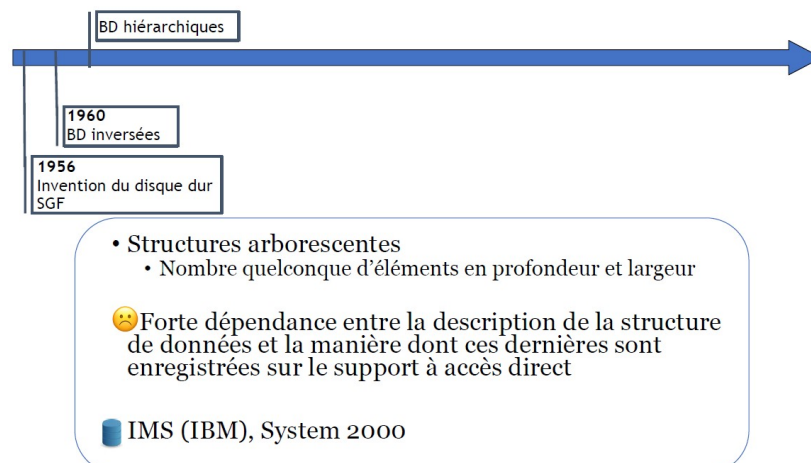 BD hiérarchiques
1960
BD inversées
1956
Invention du disque dur
SGF
• Structures arborescentes
• Nombre quelconque d'éléments en profondeur et largeur
Forte dépendance entre la description de la structure
de données et la manière dont ces dernières sont
enregistrées sur le support à accès direct
IMS (IBM), System 2000